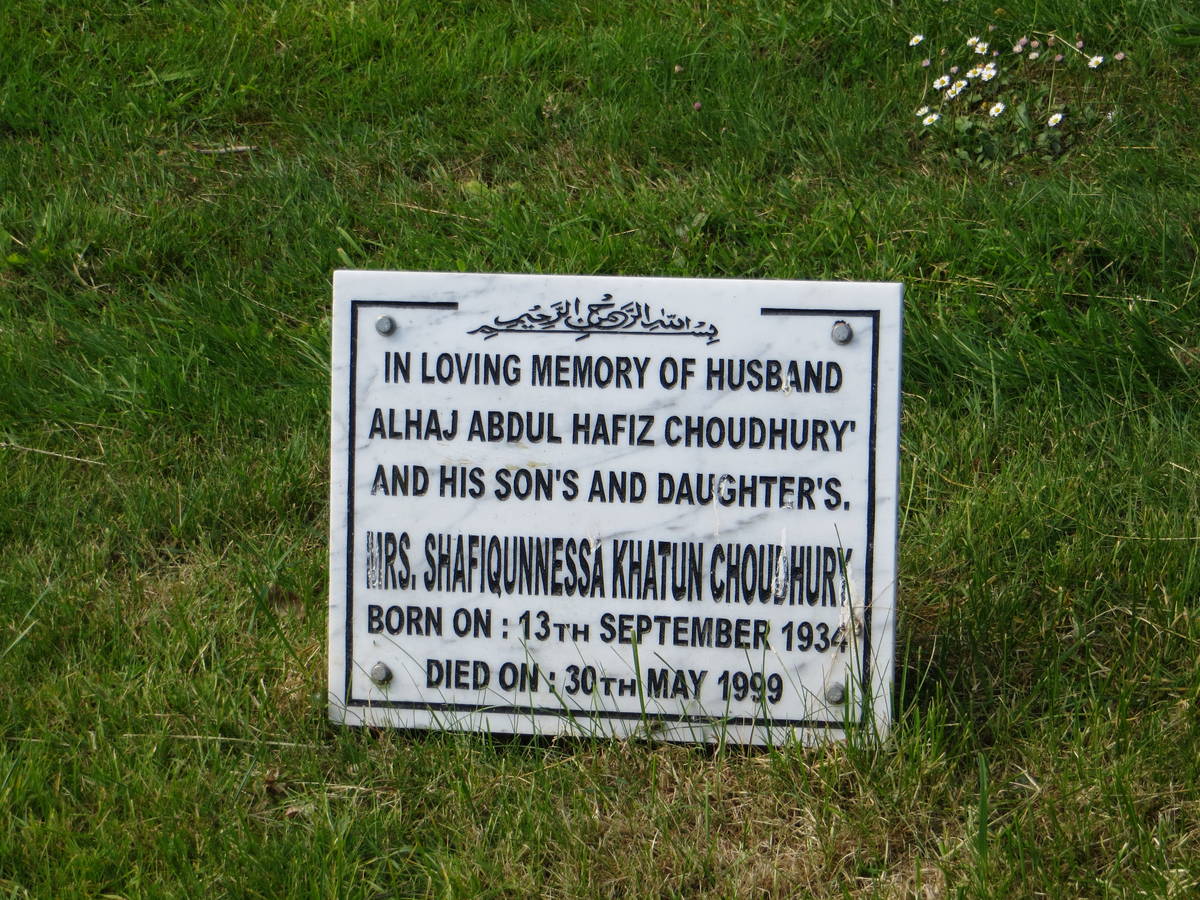 بسم الله الرحمن الرحيم
IN LOVING MEMORY OF HUSBAND
ALHAJ ABDUL HAFIZ CHOUDHURY'
AND HIS SON'S AND DAUGHTER'S.
MRS. SHAFIQUNNESSA KHATUN CHOUDHURY
BORN ON : 13TH SEPTEMBER 1934
DIED ON : 30TH MAY 1999